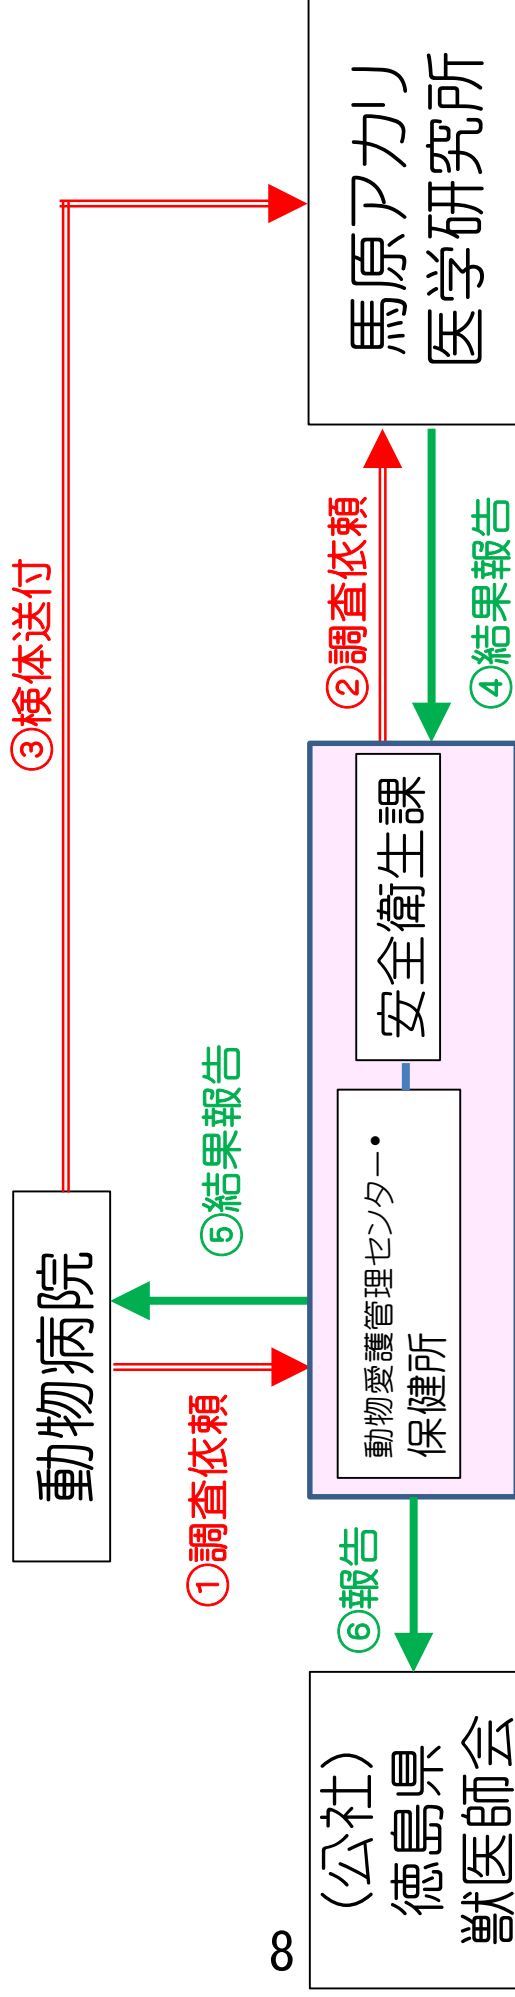 動物病院
③検体送付
①調査依頼
⑤結果報告
(公社)
徳島県
獣医師会
⑥報告
動物愛護管理センター・
保健所
安全衛生課
②調査依頼
④結果報告
馬原アカリ
医学研究所
8